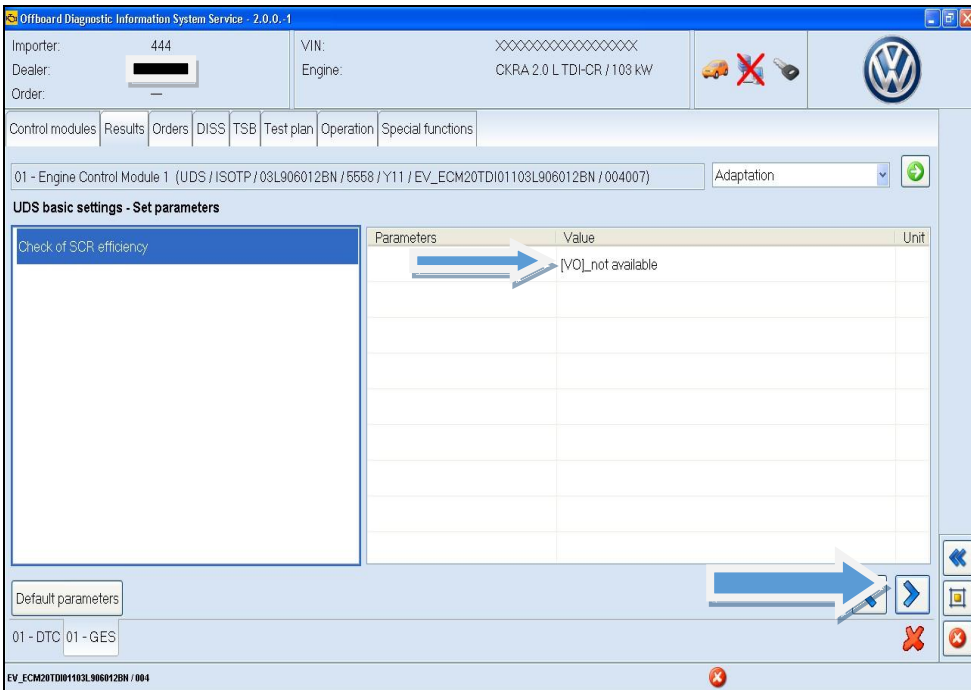 Offboard Diagnostic Information System Service - 2.0.0.-1
Importer: 444 VIN: XXXXXXXXXXXXXXXXX
Dealer: Engine: CKRA 2.0 L TDI-CR / 103 kW
Order: —
Control modules Results Orders DISS TSB Test plan Operation Special functions
01 - Engine Control Module 1 (UDS / ISOTP / 03L906012BN / 5558 / Y11 / EV_ECM20TDI01103L906012BN / 004007) Adaptation
UDS basic settings - Set parameters
Check of SCR efficiency
Parameters Value Unit
[VO]_not available
Default parameters
01 - DTC 01 - GES
EV_ECM20TDI01103L906012BN / 004